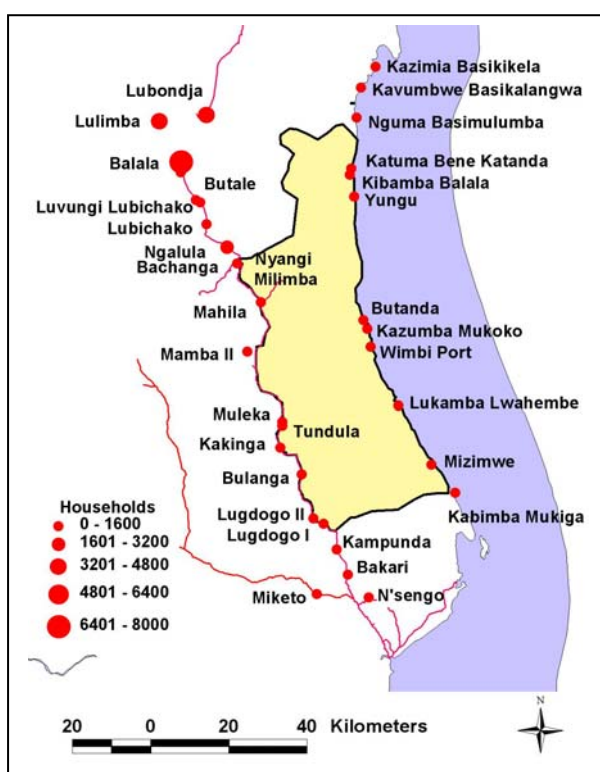 Kazimia Basikikela
Kavumbwe Basikalangwa
Lubondja
Lulimba
Nguma Basimulumba
Balala
Katuma Bene Katanda
Butale
Kibamba Balala
Luvungi Lubichako
Yungu
Lubichako
Ngalula
Bachanga
Nyangi
Milimba
Mahila
Butanda
Kazumba Mukoko
Mamba II
Wimbi Port
Lukamba Lwahembe
Muleka
Tundula
Kakinga
Mizimwe
Bulanga
Kabimba Mukiga
Households
0 - 1600
1601 - 3200
3201 - 4800
4801 - 6400
6401 - 8000
Lugdogo II
Lugdogo I
Kampunda
Bakari
Miketo
N'sengo
20 0 20 40 Kilometers
N